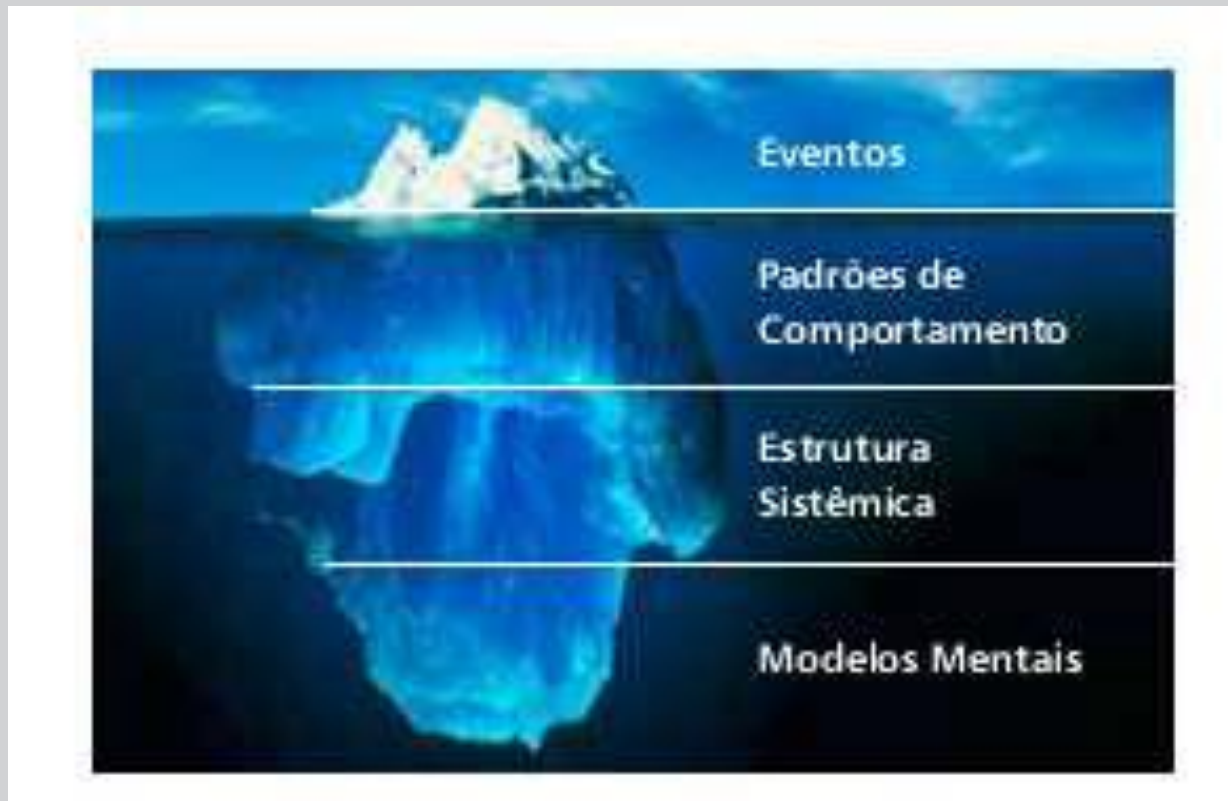 Eventos
Padrões de
Comportamento
Estrutura
Sistêmica
Modelos Mentais